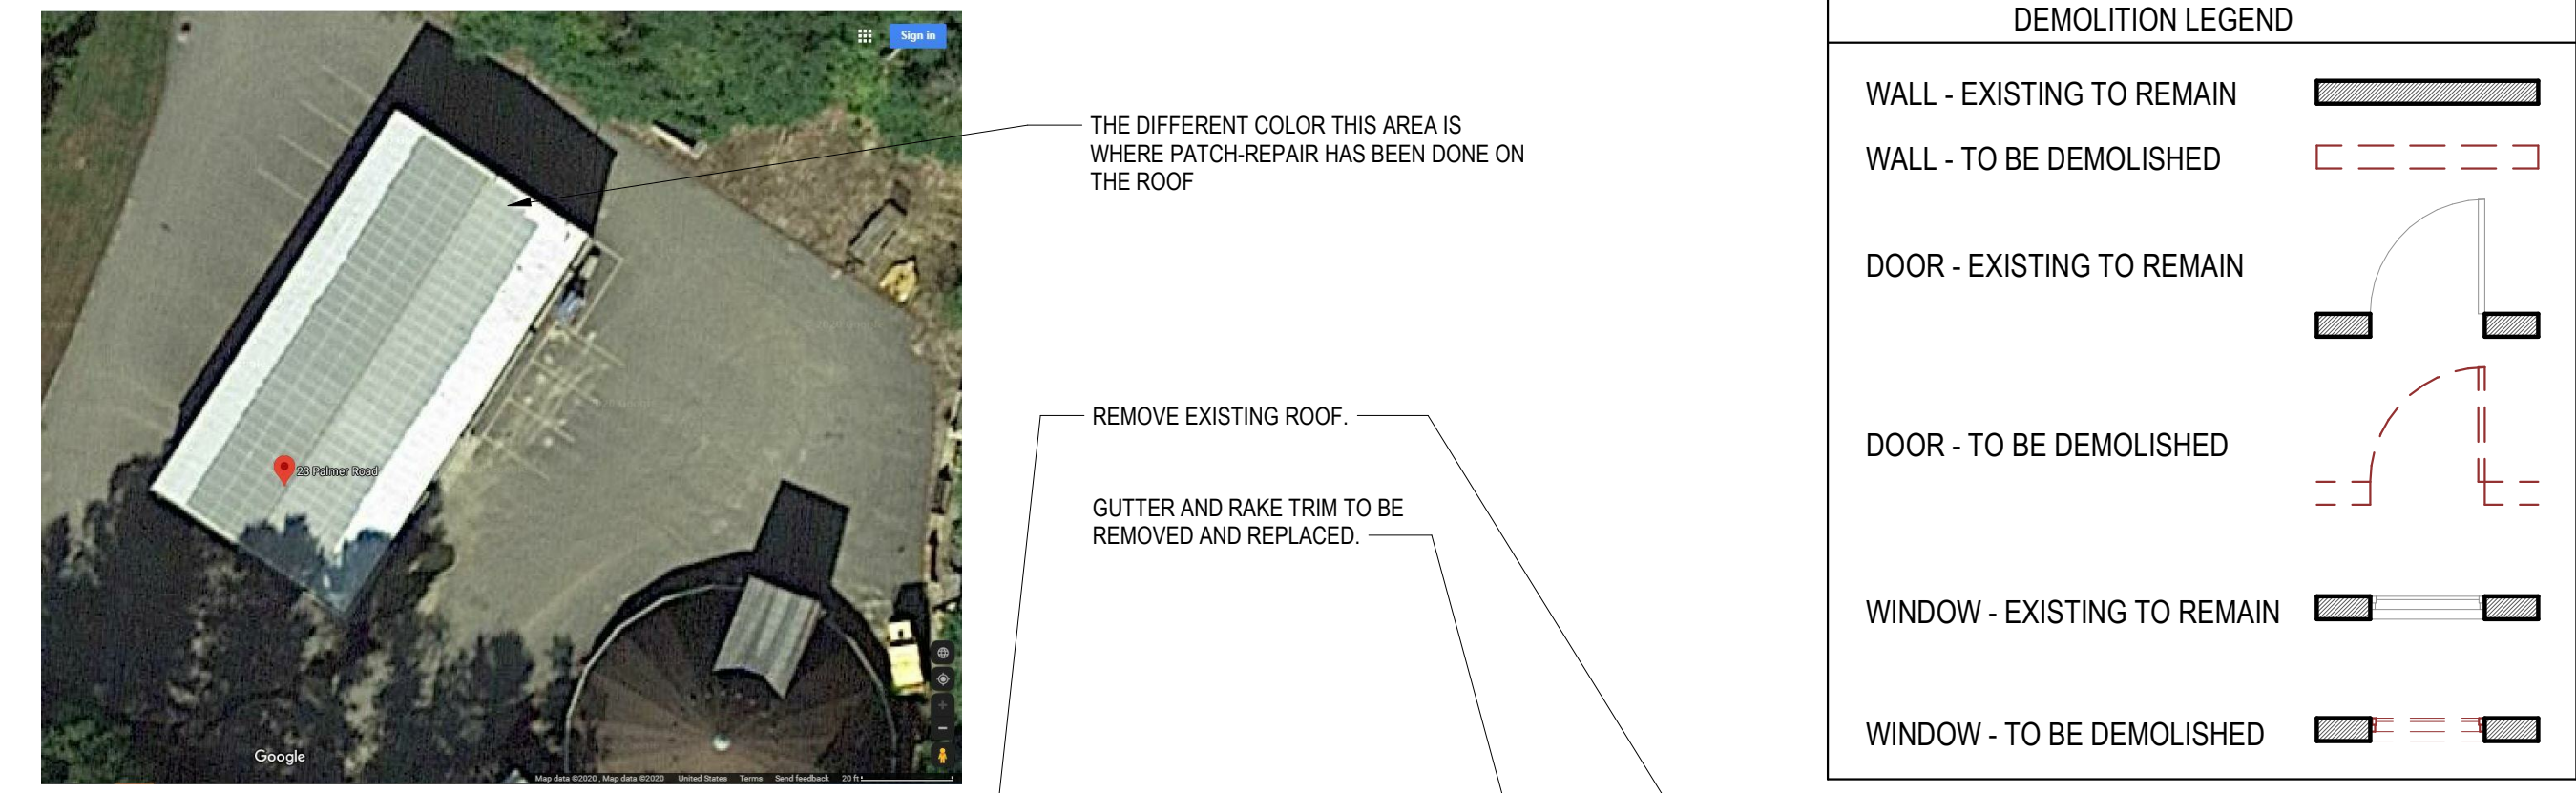 Sign in
23 Palmer Road
Google
Map data ©2020 , Map data ©2020 United States Terms Send feedback 20 ft
THE DIFFERENT COLOR THIS AREA IS
WHERE PATCH-REPAIR HAS BEEN DONE ON
THE ROOF
REMOVE EXISTING ROOF.
GUTTER AND RAKE TRIM TO BE
REMOVED AND REPLACED.
DEMOLITION LEGEND
WALL - EXISTING TO REMAIN
WALL - TO BE DEMOLISHED
DOOR - EXISTING TO REMAIN
DOOR - TO BE DEMOLISHED
WINDOW - EXISTING TO REMAIN
WINDOW - TO BE DEMOLISHED